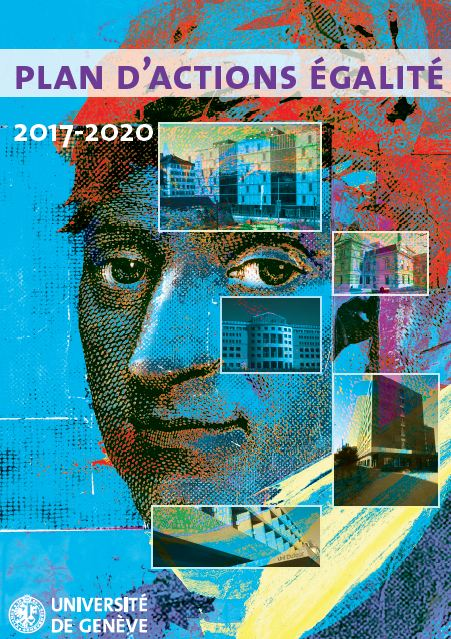 PLAN D'ACTIONS ÉGALITÉ
2017-2020
UNIVERSITÉ
DE GENÈVE